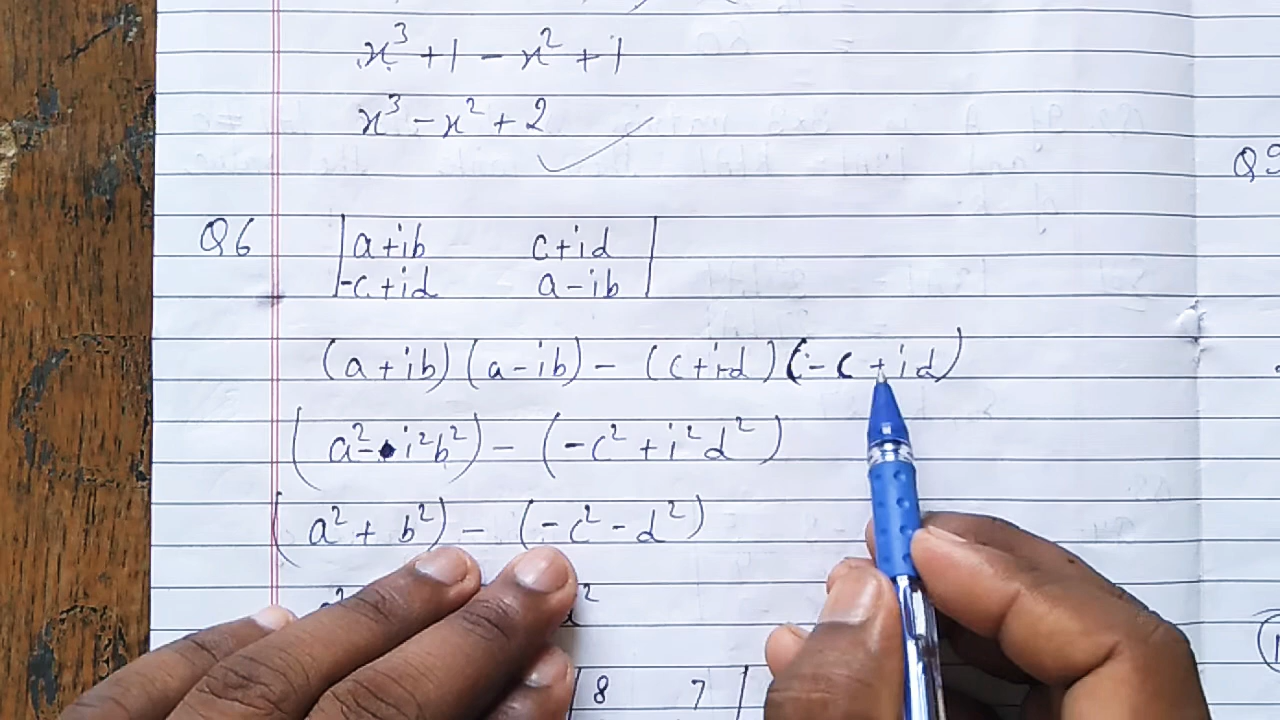 x³ + 1 - x² + 1
x³ - x² + 2
Q9
Q6 |a+ib c+id|
|-c+id a-ib|
(a+ib)(a-ib) - (c+id)(-c+id)
(a² - i²b²) - (-c² + i²d²)
(a² + b²) - (-c² - d²)
8 7